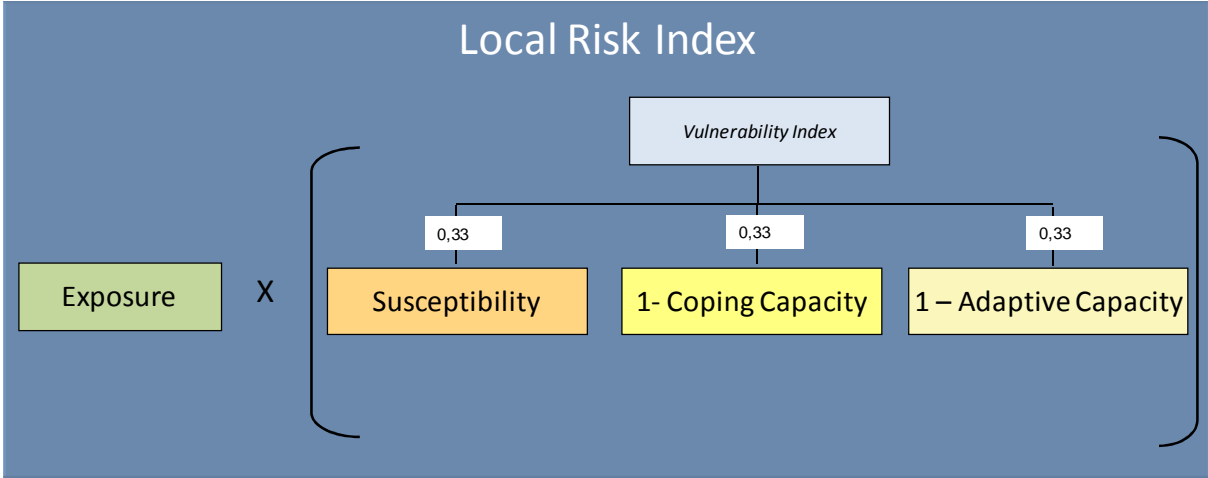 Local Risk Index
Vulnerability Index
0,33
0,33
0,33
Exposure
X
Susceptibility
1- Coping Capacity
1 – Adaptive Capacity